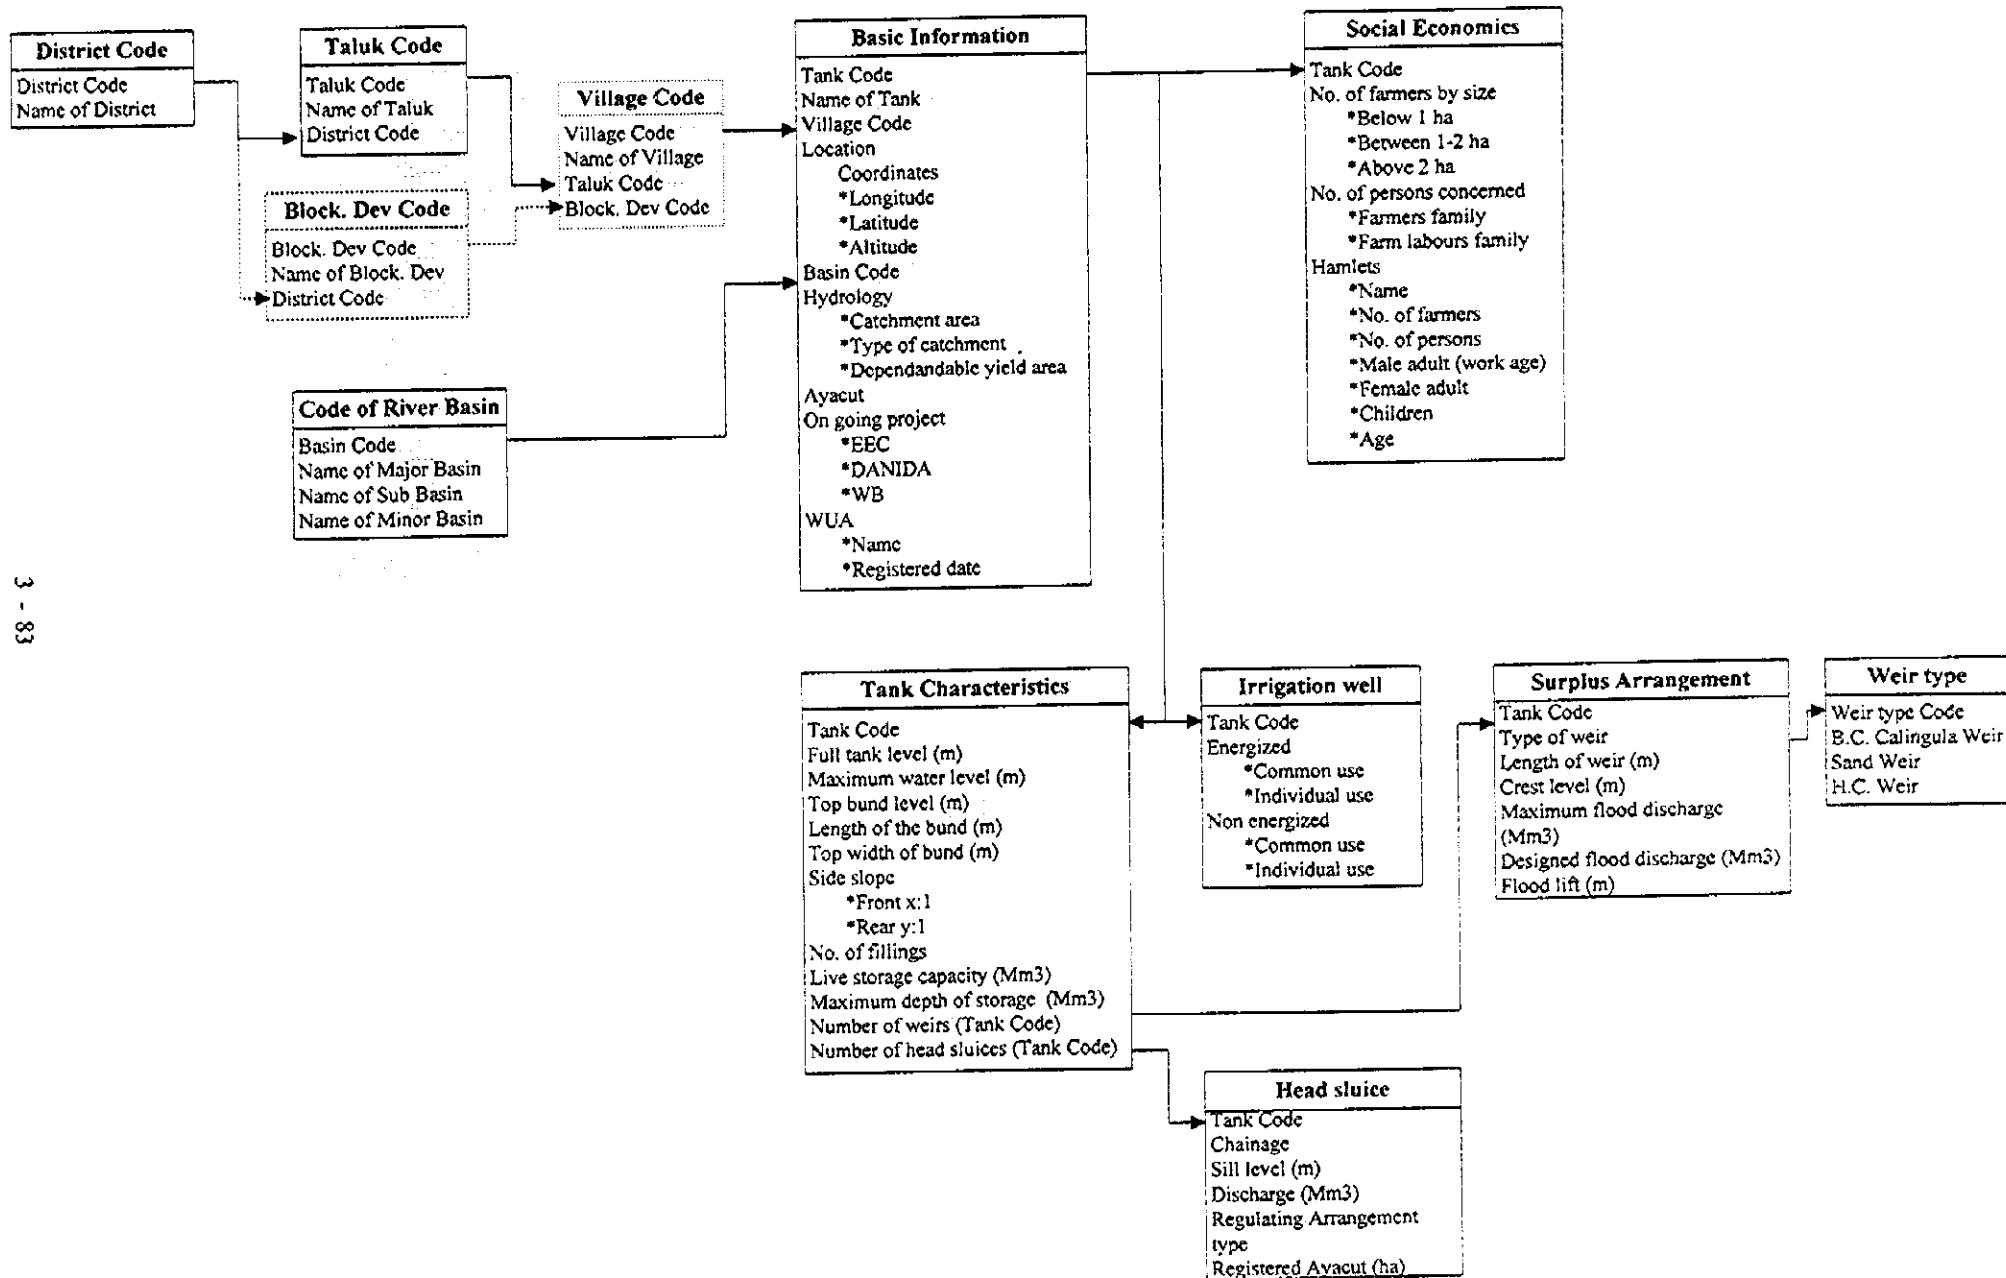 District Code
District Code
Name of District
Taluk Code
Taluk Code
Name of Taluk
District Code
Block. Dev Code
Block. Dev Code
Name of Block. Dev
District Code
Village Code
Village Code
Name of Village
Taluk Code
Block. Dev Code
Code of River Basin
Basin Code
Name of Major Basin
Name of Sub Basin
Name of Minor Basin
Basic Information
Tank Code
Name of Tank
Village Code
Location
Coordinates
*Longitude
*Latitude
*Altitude
Basin Code
Hydrology
*Catchment area
*Type of catchment
*Dependandable yield area
Ayacut
On going project
*EEC
*DANIDA
*WB
WUA
*Name
*Registered date
Social Economics
Tank Code
No. of farmers by size
*Below 1 ha
*Between 1-2 ha
*Above 2 ha
No. of persons concerned
*Farmers family
*Farm labours family
Hamlets
*Name
*No. of farmers
*No. of persons
*Male adult (work age)
*Female adult
*Children
*Age
3 - 83
Tank Characteristics
Tank Code
Full tank level (m)
Maximum water level (m)
Top bund level (m)
Length of the bund (m)
Top width of bund (m)
Side slope
*Front x:1
*Rear y:1
No. of fillings
Live storage capacity (Mm3)
Maximum depth of storage (Mm3)
Number of weirs (Tank Code)
Number of head sluices (Tank Code)
Irrigation well
Tank Code
Energized
*Common use
*Individual use
Non energized
*Common use
*Individual use
Surplus Arrangement
Tank Code
Type of weir
Length of weir (m)
Crest level (m)
Maximum flood discharge
(Mm3)
Designed flood discharge (Mm3)
Flood lift (m)
Weir type
Weir type Code
B.C. Calingula Weir
Sand Weir
H.C. Weir
Head sluice
Tank Code
Chainage
Sill level (m)
Discharge (Mm3)
Regulating Arrangement
type
Registered Ayacut (ha)